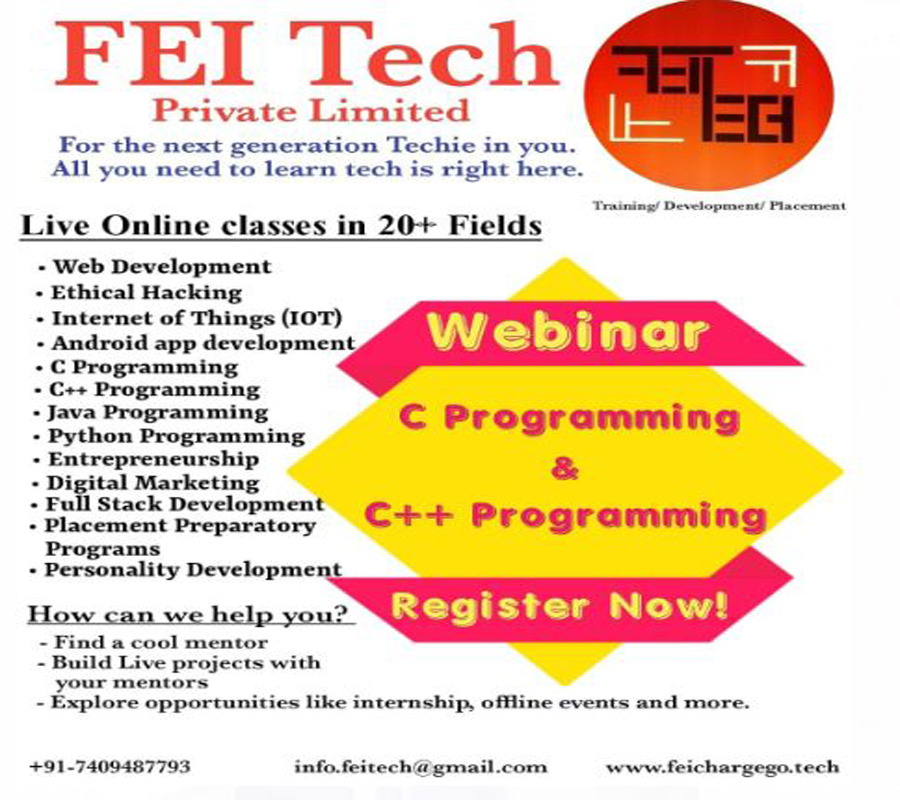 FEI Tech
Private Limited
For the next generation Techie in you.
All you need to learn tech is right here.
FEI TECH
Training/ Development/ Placement
Live Online classes in 20+ Fields
• Web Development
• Ethical Hacking
• Internet of Things (IOT)
• Android app development
• C Programming
• C++ Programming
• Java Programming
• Python Programming
• Entrepreneurship
• Digital Marketing
• Full Stack Development
• Placement Preparatory
Programs
• Personality Development
Webinar
C Programming
&
C++ Programming
Register Now!
How can we help you?
- Find a cool mentor
- Build Live projects with
your mentors
- Explore opportunities like internship, offline events and more.
+91-7409487793
info.feitech@gmail.com
www.feichargego.tech